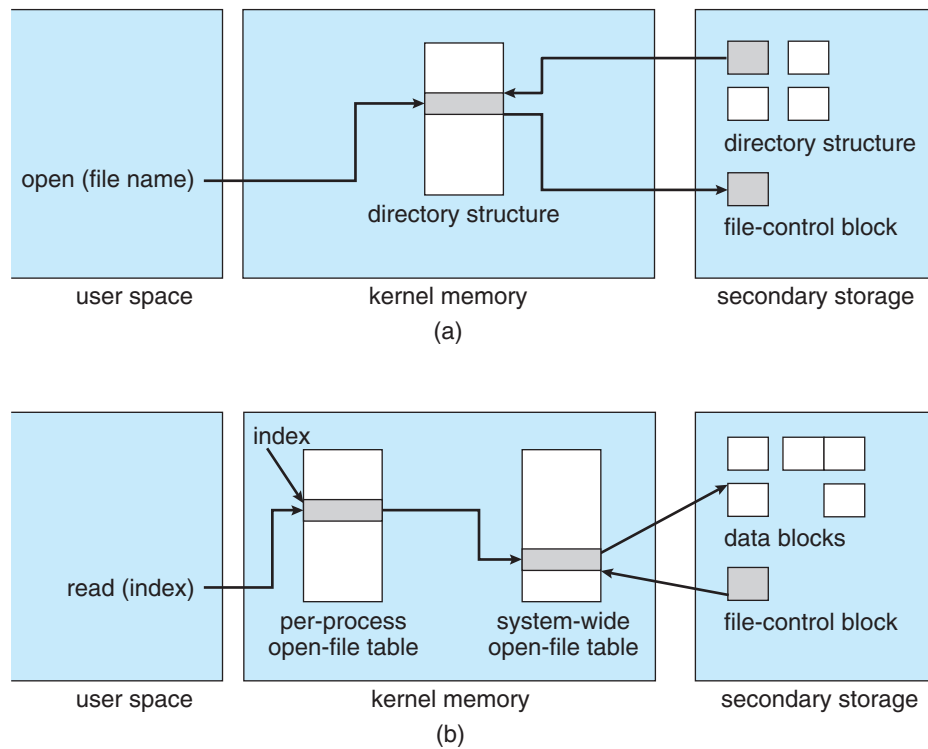 open (file name)
directory structure
directory structure
file-control block
user space
kernel memory
secondary storage
(a)
index
read (index)
per-process
open-file table
system-wide
open-file table
data blocks
file-control block
user space
kernel memory
secondary storage
(b)